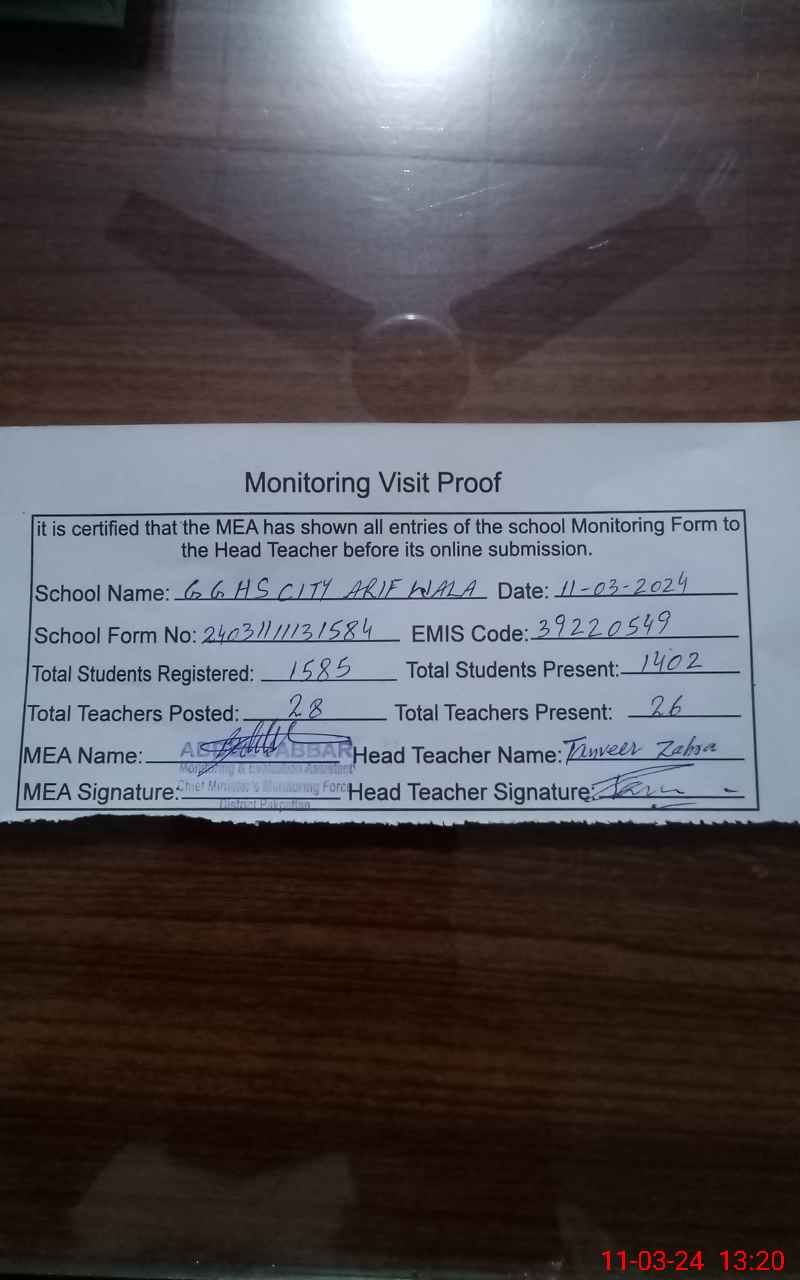 Monitoring Visit Proof
it is certified that the MEA has shown all entries of the school Monitoring Form to
the Head Teacher before its online submission.
School Name: GGHS CITY ARIFWALA Date: 11-03-2024
School Form No: 24031111131584 EMIS Code: 39220549
Total Students Registered: 1585 Total Students Present: 1402
Total Teachers Posted: 28 Total Teachers Present: 26
MEA Name: ABBAR Head Teacher Name: Tanveer Zahra
Monitoring & Evaluation Assistant
MEA Signature: Head Teacher Signature:
Chief Minister's Monitoring Force
District Pakpattan
11-03-24 13:20